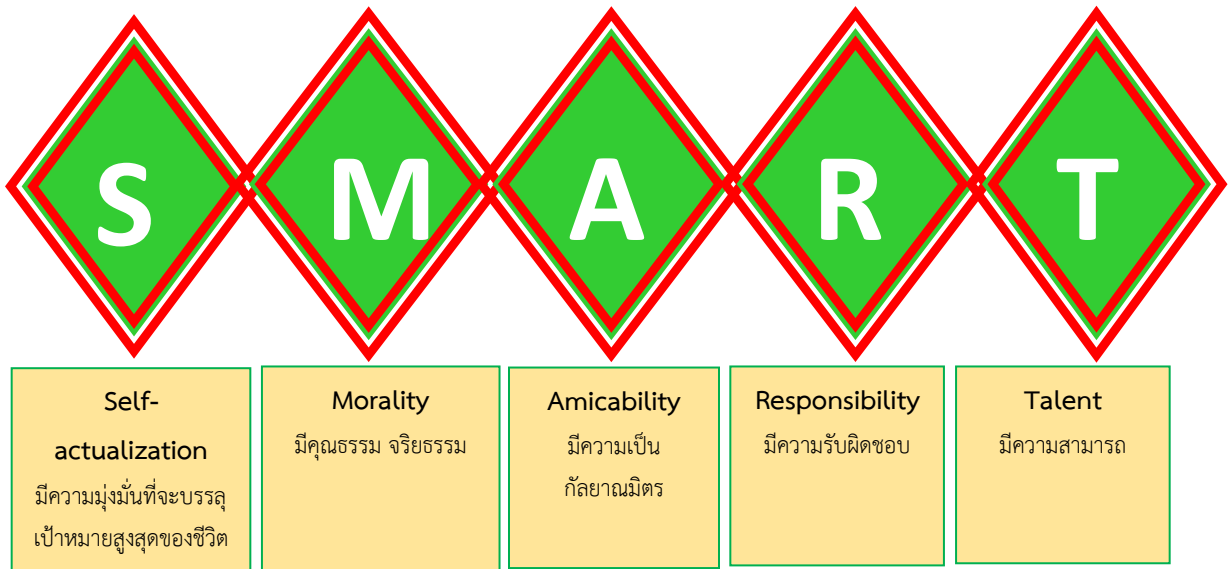 S M A R T
Self-
actualization
มีความมุ่งมั่นที่จะบรรลุ
เป้าหมายสูงสุดของชีวิต
Morality
มีคุณธรรม จริยธรรม
Amicability
มีความเป็น
กัลยาณมิตร
Responsibility
มีความรับผิดชอบ
Talent
มีความสามารถ